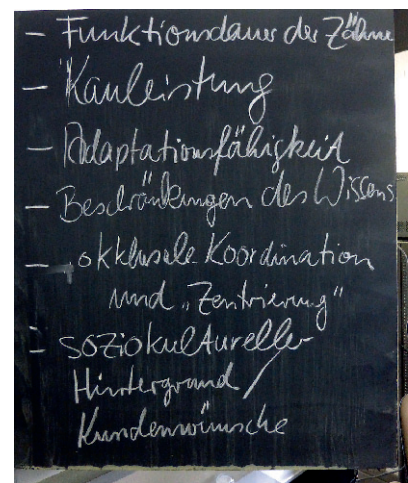 - Funktionsdauer der Zähne
- Kauleistung
- Adaptationsfähigkeit
- Beschränkungen des Wissens
- okklusale Koordination
und „Zentrierung“
- soziokultureller
Hintergrund/
Kundenwünsche